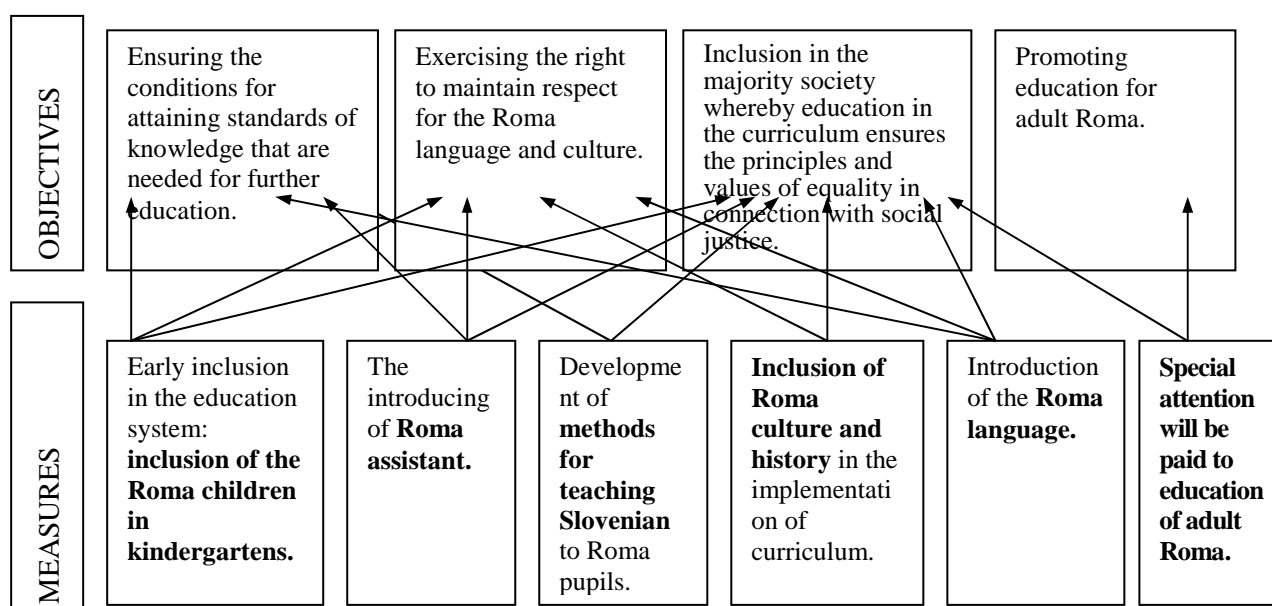 OBJECTIVES
Ensuring the
conditions for
attaining standards of
knowledge that are
needed for further
education.
Exercising the right
to maintain respect
for the Roma
language and culture.
Inclusion in the
majority society
whereby education in
the curriculum ensures
the principles and
values of equality in
connection with social
justice.
Promoting
education for
adult Roma.
MEASURES
Early inclusion
in the education
system:
inclusion of the
Roma children
in
kindergartens.
The
introducing
of Roma
assistant.
Developme
nt of
methods
for
teaching
Slovenian
to Roma
pupils.
Inclusion of
Roma
culture and
history in the
implementati
on of
curriculum.
Introduction
of the Roma
language.
Special
attention
will be
paid to
education
of adult
Roma.